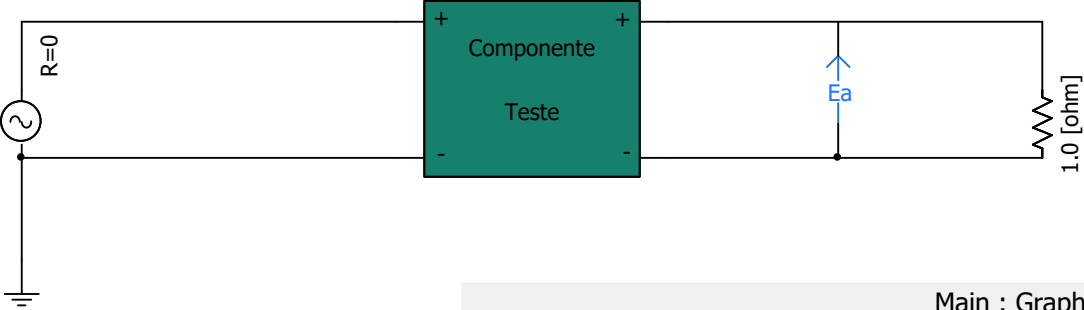 R=0
+
+
Componente
Teste
-
-
Ea
1.0 [ohm]
Main : Graph